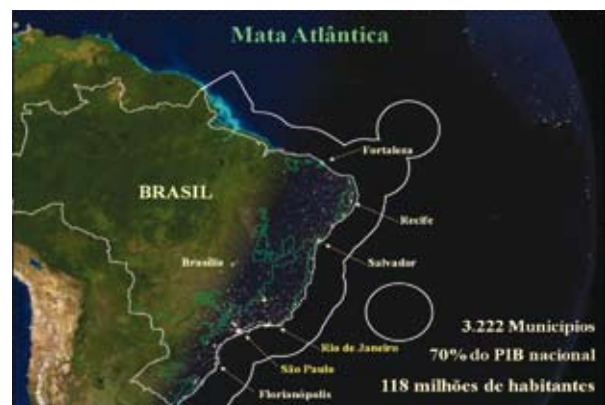 Mata Atlântica
Fortaleza
BRASIL
Recife
Brasília
Salvador
3.222 Municípios
Rio de Janeiro
70% do PIB nacional
São Paulo
118 milhões de habitantes
Florianópolis